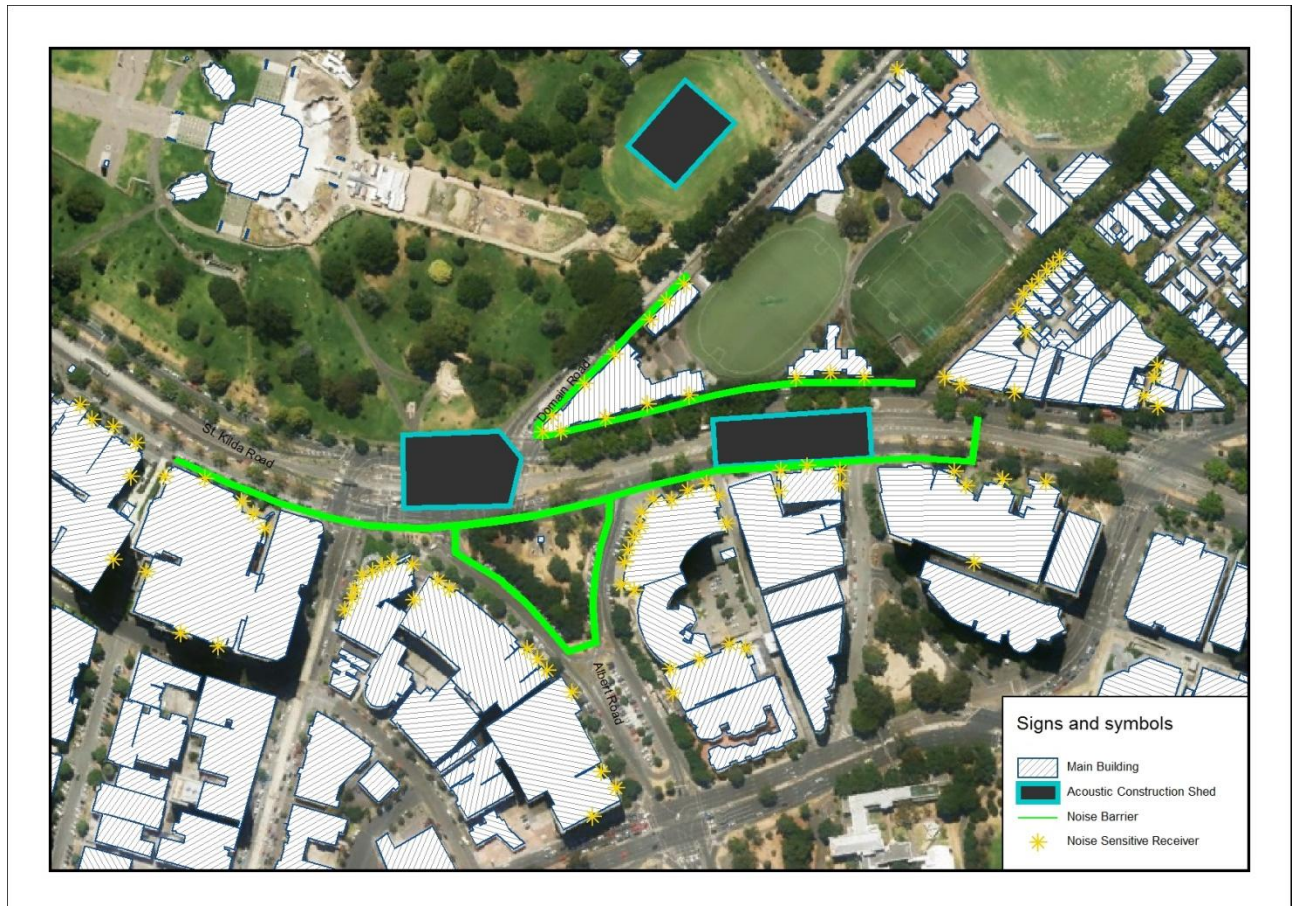 Domain Road
St. Kilda Road
Albert Road
Signs and symbols
Main Building
Acoustic Construction Shed
Noise Barrier
Noise Sensitive Receiver